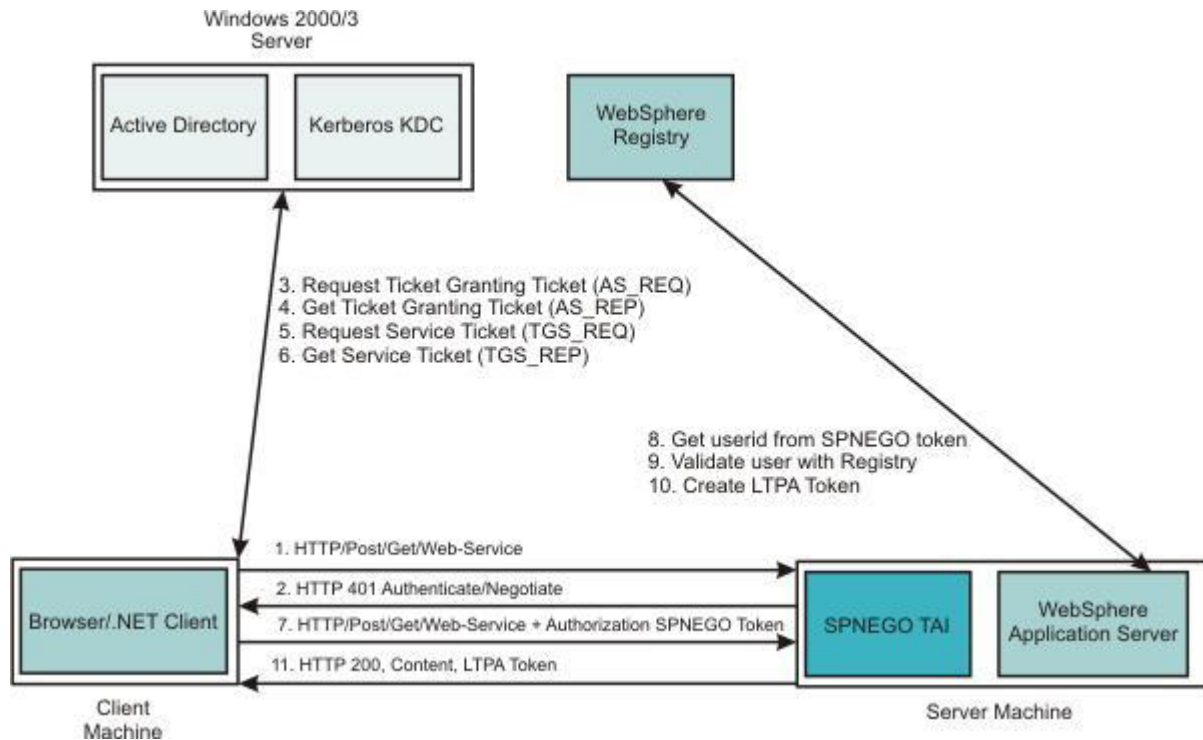 Windows 2000/3
Server
Active Directory
Kerberos KDC
WebSphere
Registry
3. Request Ticket Granting Ticket (AS_REQ)
4. Get Ticket Granting Ticket (AS_REP)
5. Request Service Ticket (TGS_REQ)
6. Get Service Ticket (TGS_REP)
8. Get userid from SPNEGO token
9. Validate user with Registry
10. Create LTPA Token
1. HTTP/Post/Get/Web-Service
2. HTTP 401 Authenticate/Negotiate
7. HTTP/Post/Get/Web-Service + Authorization SPNEGO Token
11. HTTP 200, Content, LTPA Token
Browser/.NET Client
SPNEGO TAI
WebSphere
Application Server
Client
Machine
Server Machine